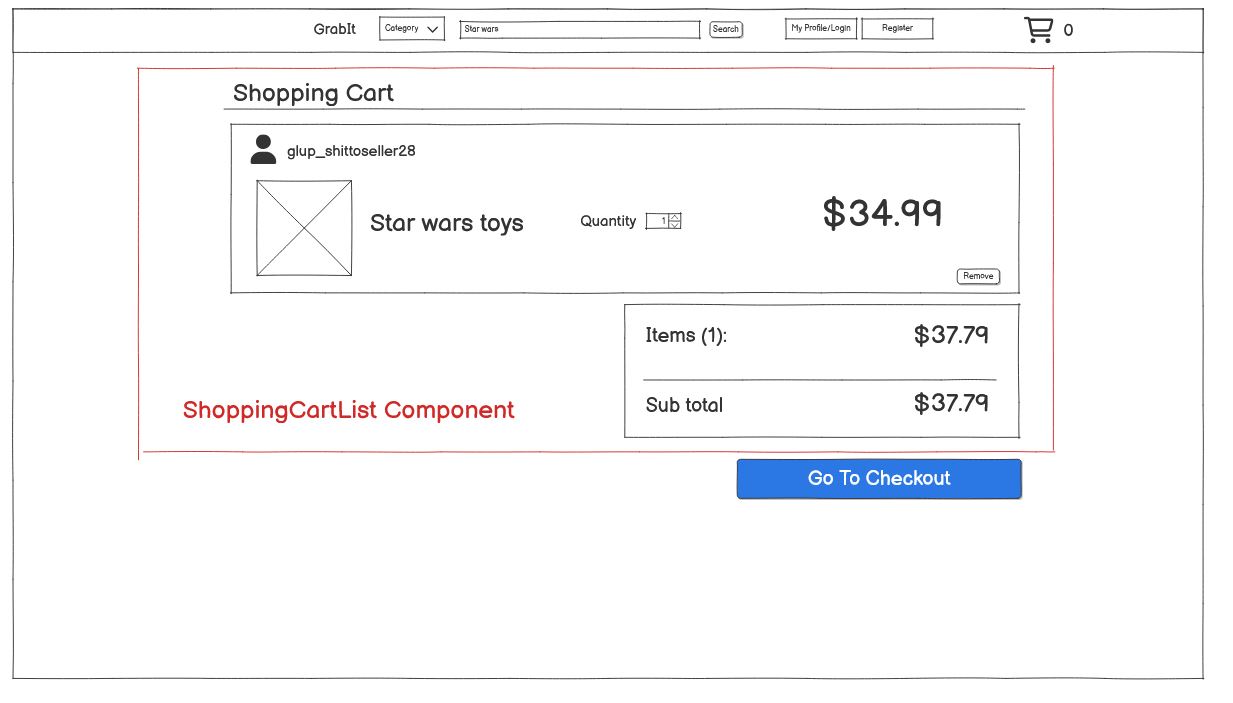 GrabIt Category Star wars Search My Profile/Login Register 0
Shopping Cart
glup_shittoseller28
Star wars toys Quantity 1 $34.99
Remove
Items (1): $37.79
ShoppingCartList Component
Sub total $37.79
Go To Checkout